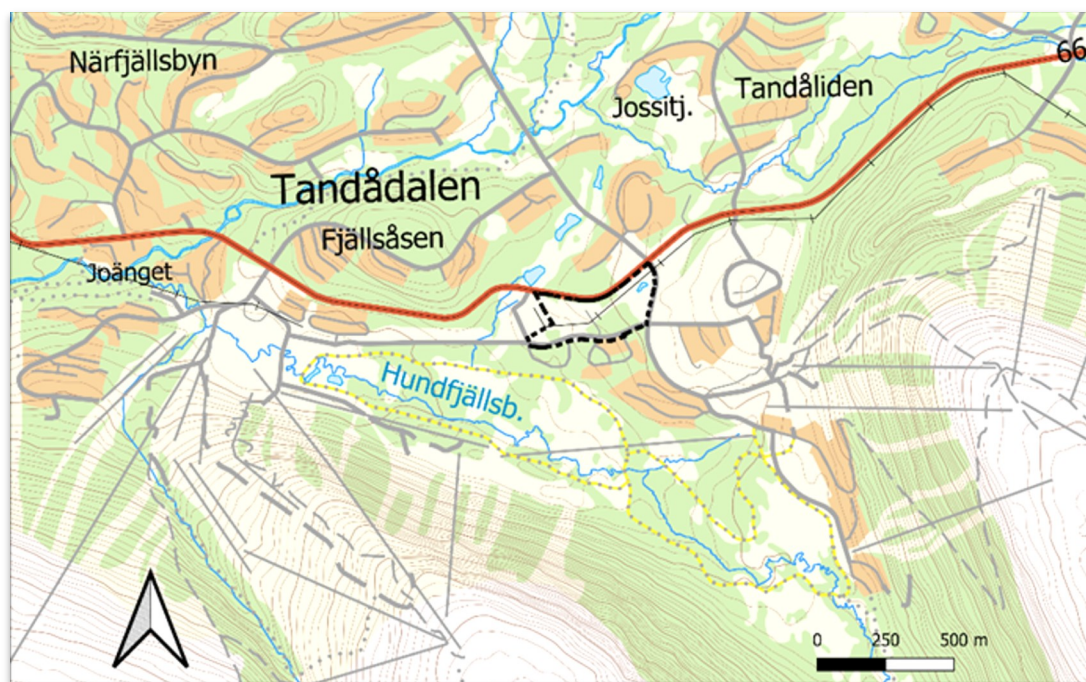 66
Närfjällsbyn
Jossitj.
Tandåliden
Tandådalen
Fjällsåsen
Joänget
Hundfjällsb.
0 250 500 m